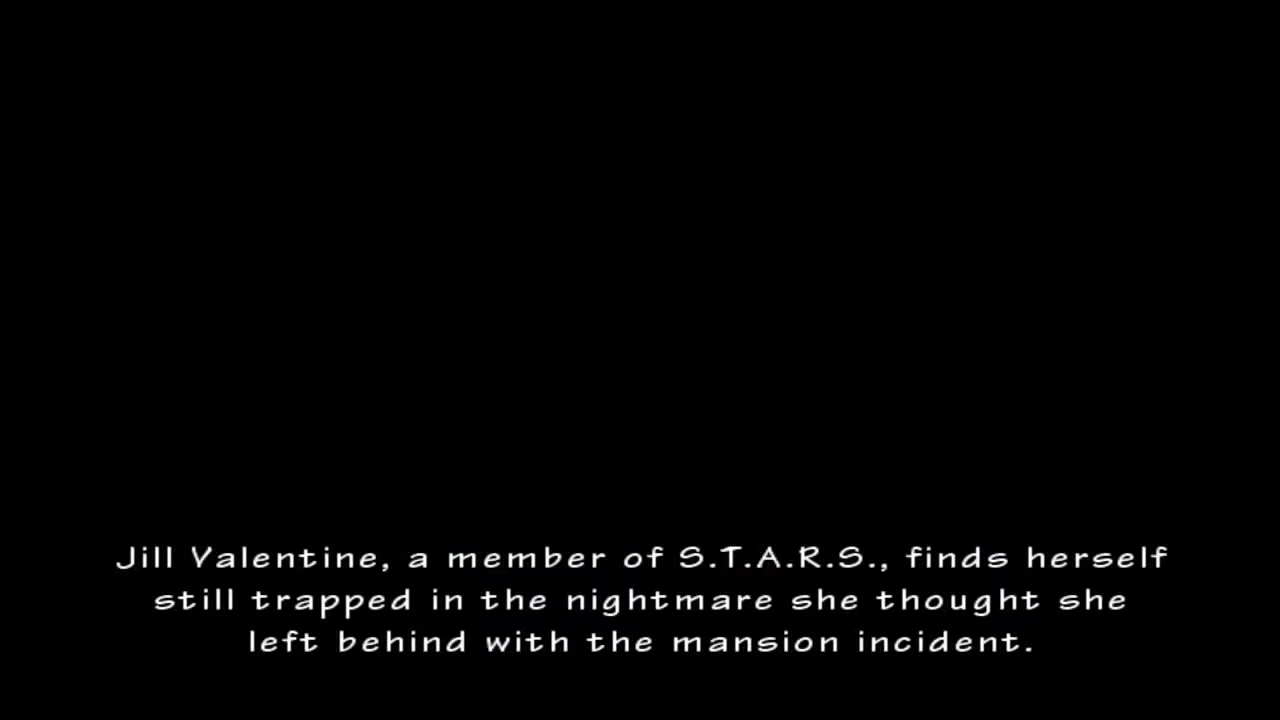 Jill Valentine, a member of S.T.A.R.S., finds herself
still trapped in the nightmare she thought she
left behind with the mansion incident.